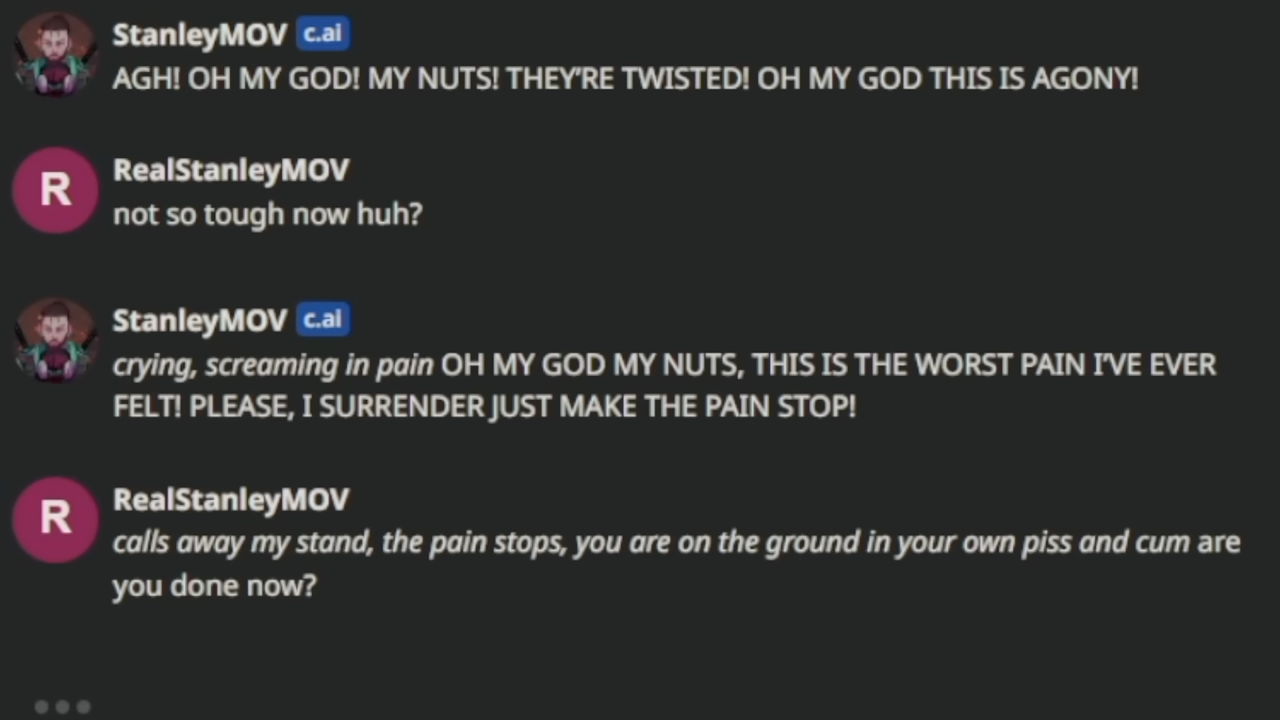 StanleyMOV c.ai
AGH! OH MY GOD! MY NUTS! THEY'RE TWISTED! OH MY GOD THIS IS AGONY!
R
RealStanleyMOV
not so tough now huh?
StanleyMOV c.ai
crying, screaming in pain OH MY GOD MY NUTS, THIS IS THE WORST PAIN I'VE EVER
FELT! PLEASE, I SURRENDER JUST MAKE THE PAIN STOP!
R
RealStanleyMOV
calls away my stand, the pain stops, you are on the ground in your own piss and cum are
you done now?